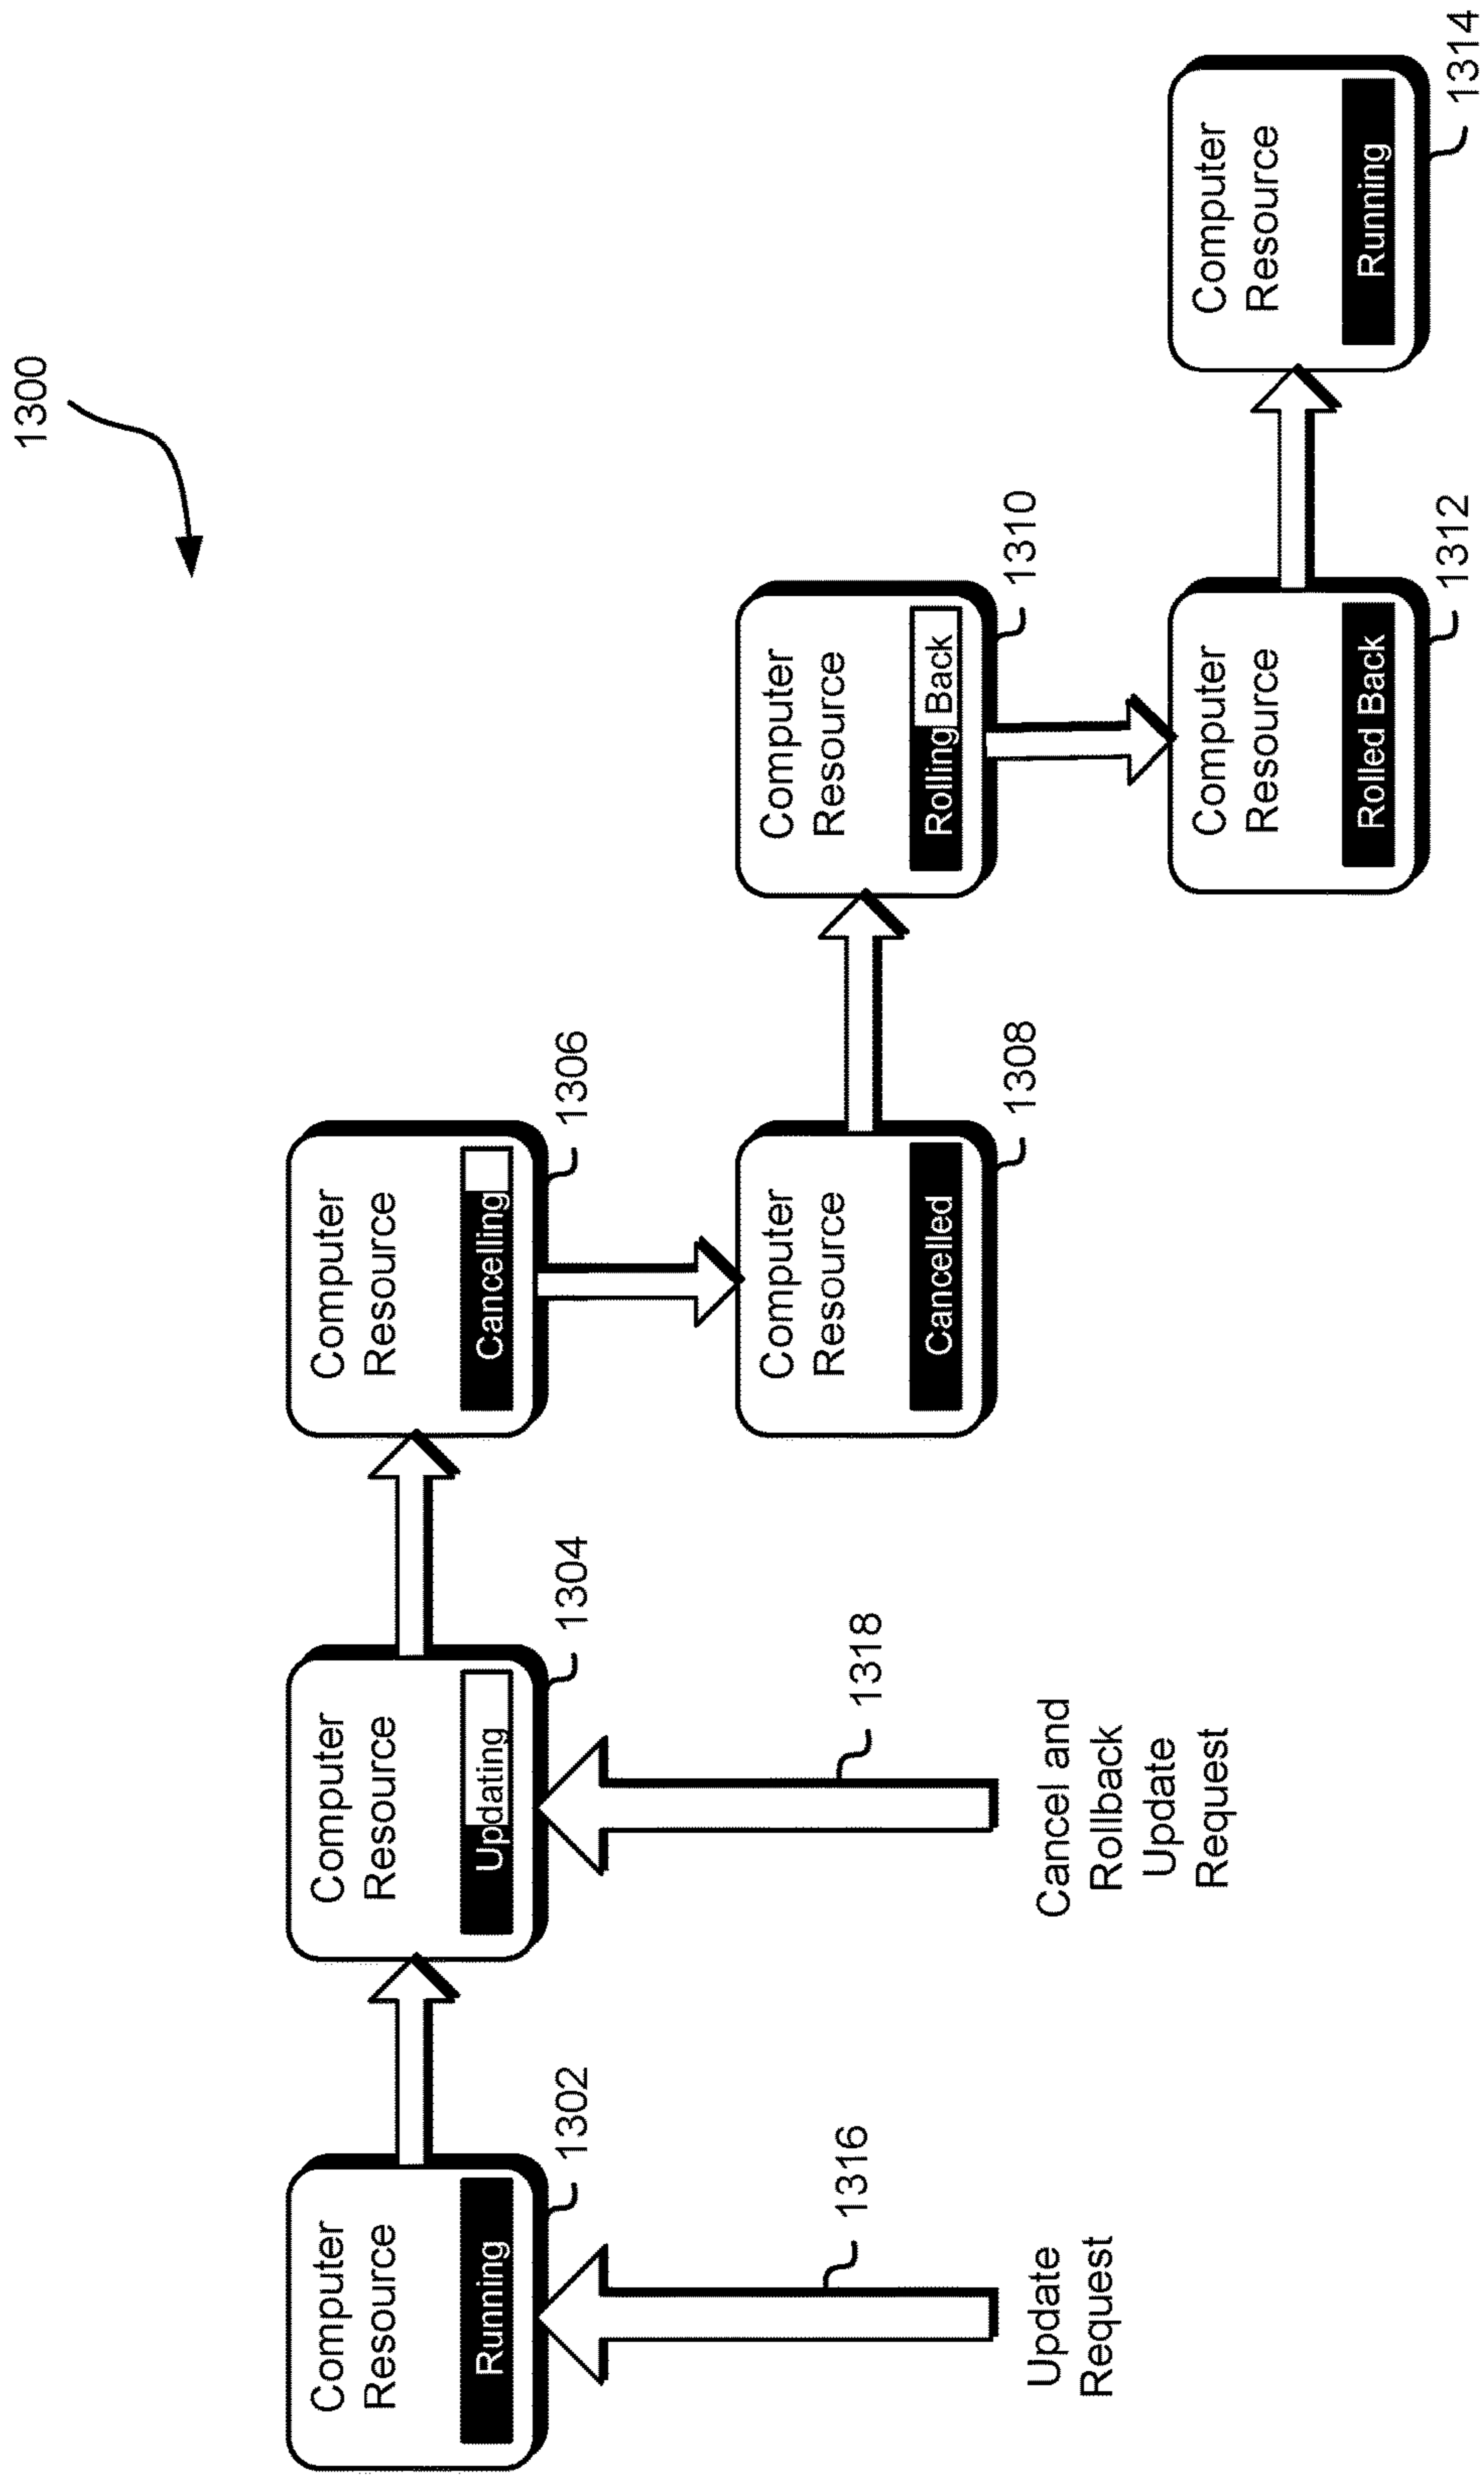 1300
Computer
Resource
Running
1302
Computer
Resource
Updating
1304
Computer
Resource
Cancelling
1306
Update
Request
1316
Cancel and
Rollback
Update
Request
1318
Computer
Resource
Cancelled
1308
Computer
Resource
Rolling Back
1310
Computer
Resource
Rolled Back
1312
Computer
Resource
Running
1314